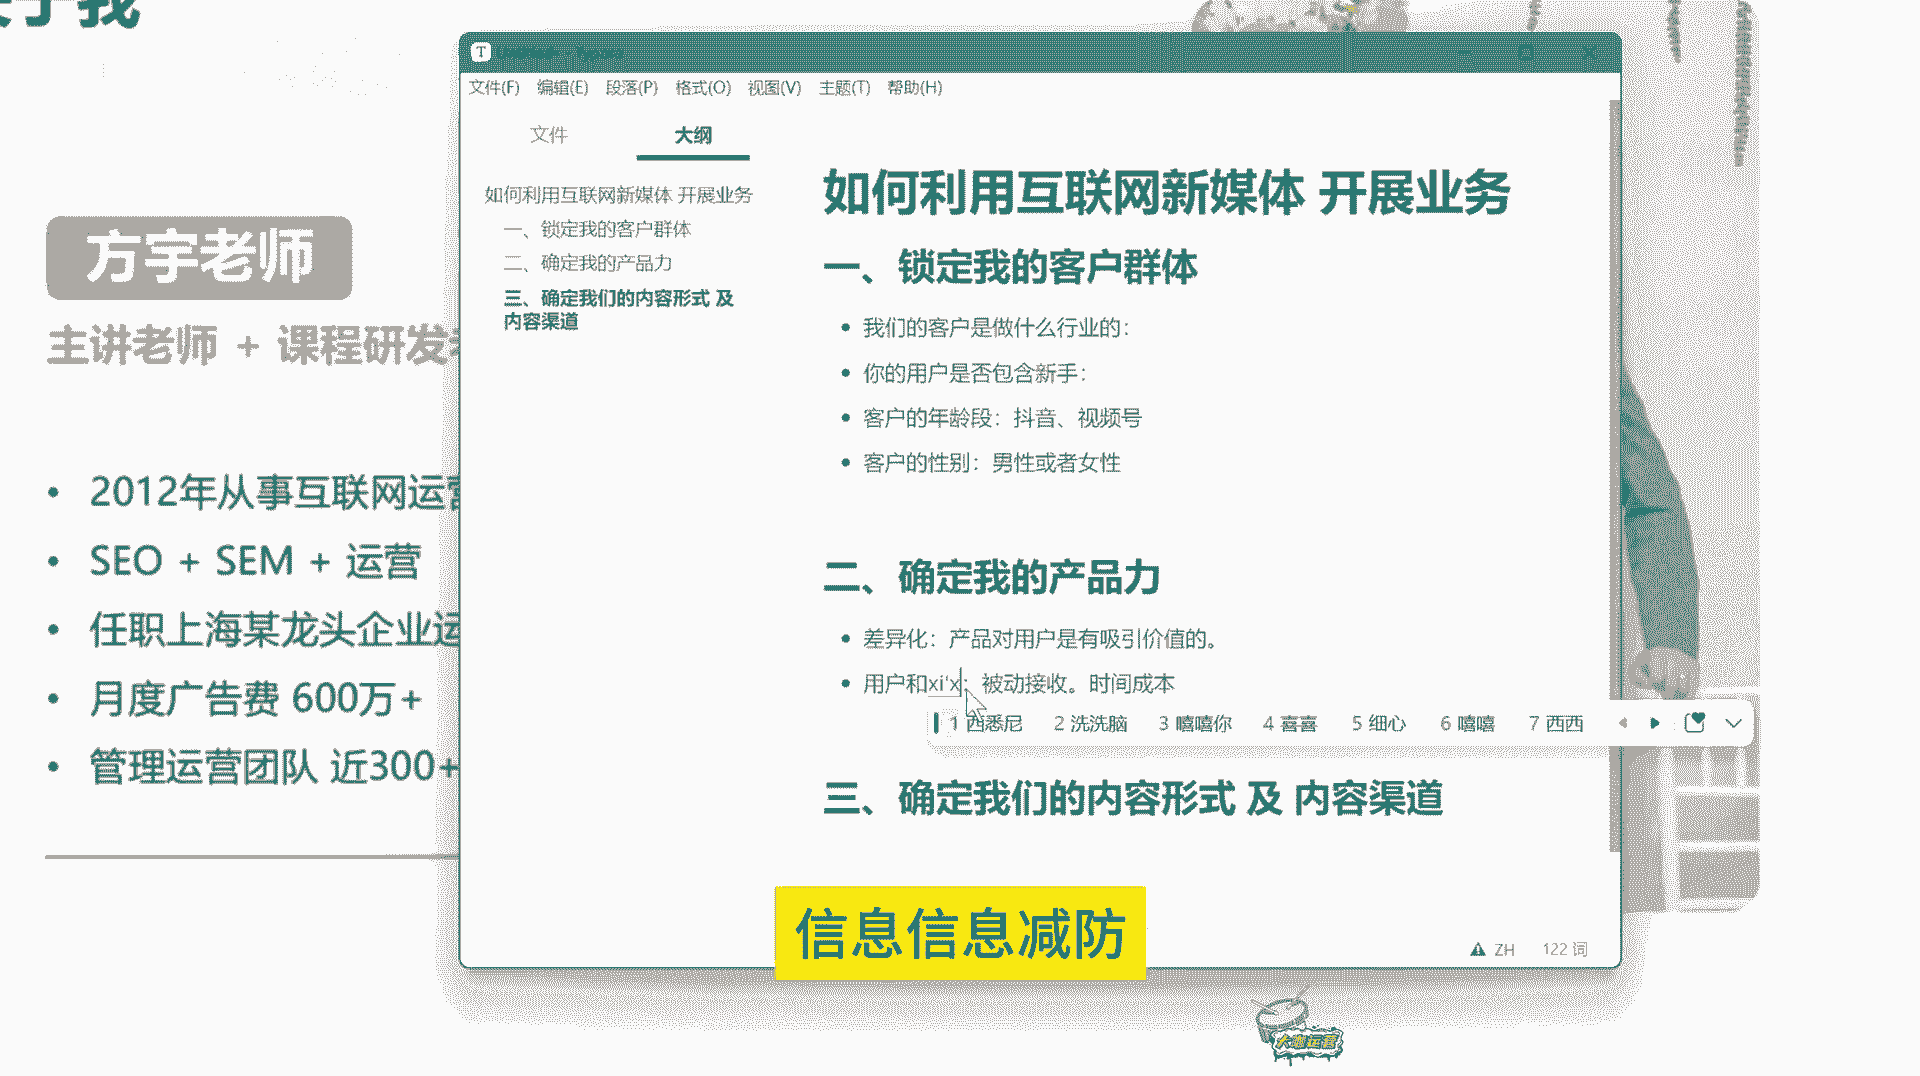 于我
方宇老师
主讲老师 + 课程研发
2012年从事互联网运营
SEO + SEM + 运营
任职上海某龙头企业运
月度广告费 600万+
管理运营团队 近300+
T
文件(F) 编辑(E) 段落(P) 格式(O) 视图(V) 主题(T) 帮助(H)
文件 大纲
如何利用互联网新媒体 开展业务
一、锁定我的客户群体
二、确定我的产品力
三、确定我们的内容形式 及
内容渠道
如何利用互联网新媒体 开展业务
一、锁定我的客户群体
我们的客户是做什么行业的：
你的用户是否包含新手：
客户的年龄段：抖音、视频号
客户的性别：男性或者女性
二、确定我的产品力
差异化：产品对用户是有吸引价值的。
用户和xi'x：被动接收。时间成本
1 西悉尼 2 洗洗脑 3 嘻嘻你 4 喜喜 5 细心 6 嘻嘻 7 西西
三、确定我们的内容形式 及 内容渠道
信息信息减防
ZH 122 词
大咖运营